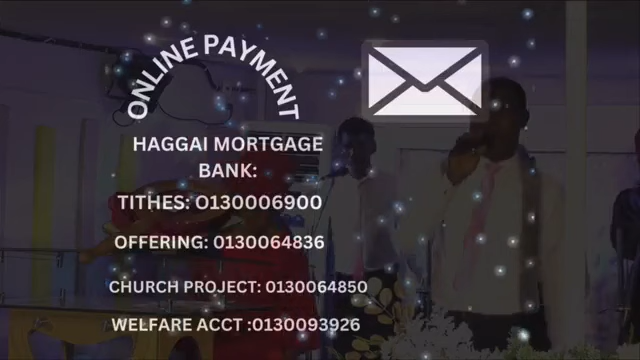 ONLINE PAYMENT
HAGGAI MORTGAGE
BANK:
TITHES: O130006900
OFFERING: 0130064836
CHURCH PROJECT: 0130064850
WELFARE ACCT :0130093926